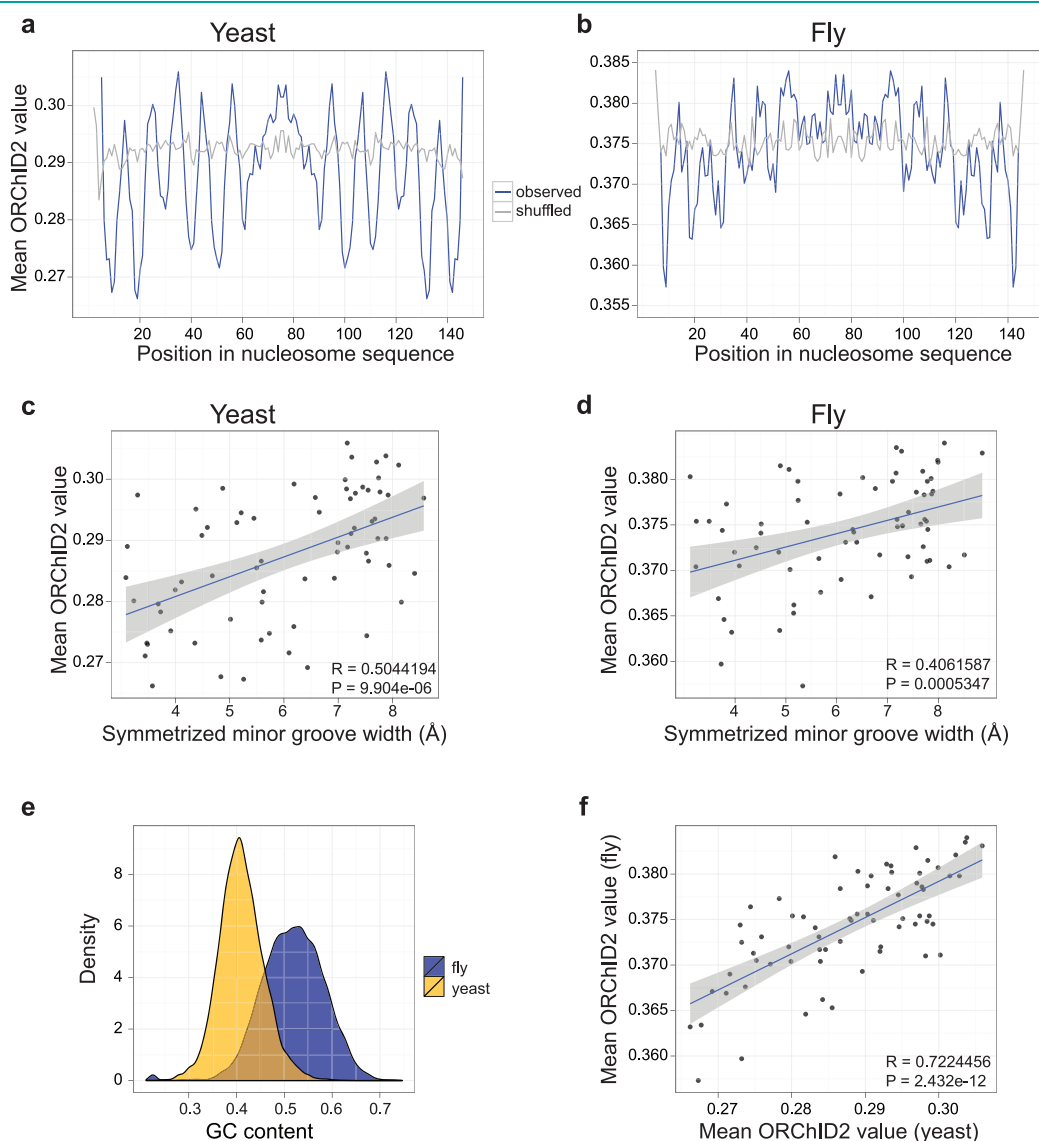 a
Yeast
Mean ORChID2 value
0.30
0.29
0.28
0.27
20 40 60 80 100 120 140
Position in nucleosome sequence
observed
shuffled
b
Fly
0.385
0.380
0.375
0.370
0.365
0.360
0.355
20 40 60 80 100 120 140
Position in nucleosome sequence
c
Yeast
Mean ORChID2 value
0.30
0.29
0.28
0.27
R = 0.5044194
P = 9.904e-06
4 5 6 7 8
Symmetrized minor groove width (Å)
d
Fly
Mean ORChID2 value
0.380
0.375
0.370
0.365
0.360
R = 0.4061587
P = 0.0005347
4 5 6 7 8
Symmetrized minor groove width (Å)
e
Density
8
6
4
2
0
0.3 0.4 0.5 0.6 0.7
GC content
fly
yeast
f
Mean ORChID2 value (fly)
0.380
0.375
0.370
0.365
0.360
R = 0.7224456
P = 2.432e-12
0.27 0.28 0.29 0.30
Mean ORChID2 value (yeast)